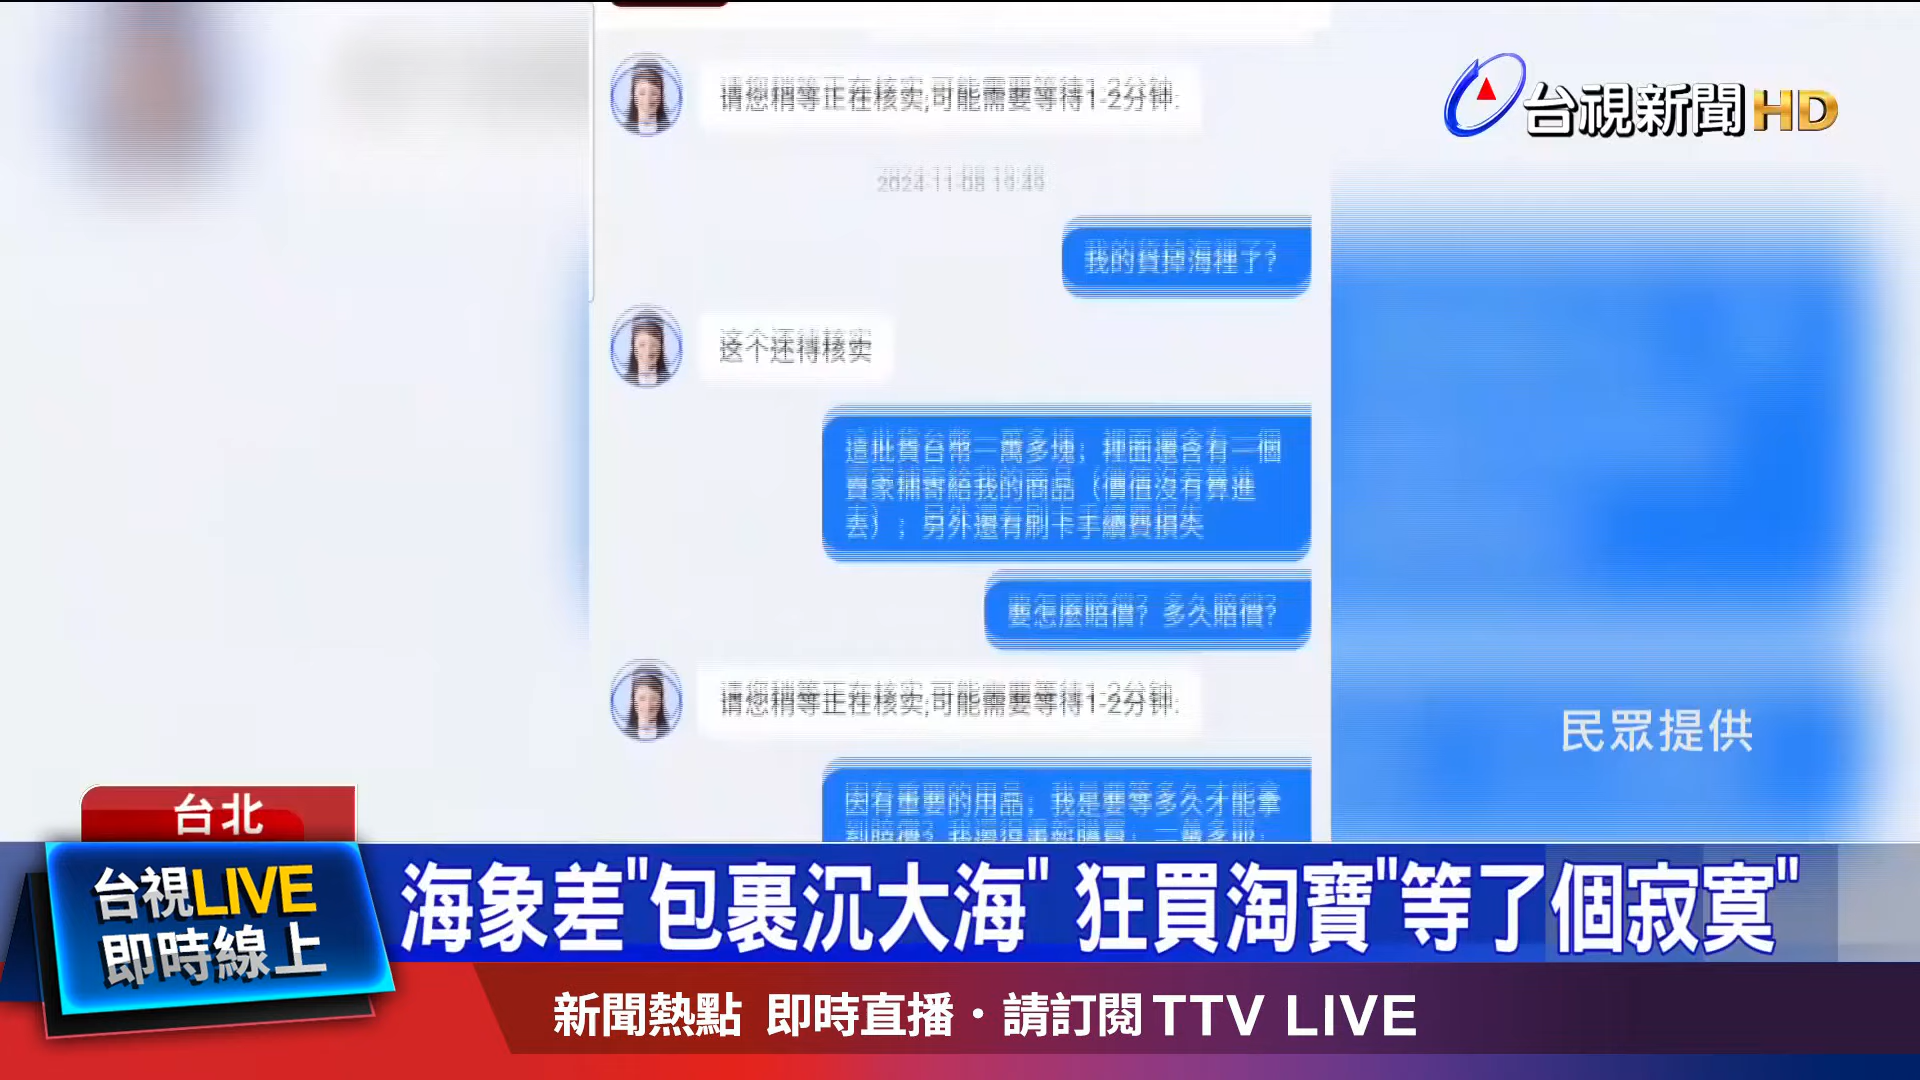 请您稍等正在核实,可能需要等待1-2分钟.
台視新聞HD
我的貨掉海裡了?
这个还待核实
這批貨台幣一萬多塊;裡面還含有一個
賣家補寄給我的商品(價值沒有算進
去);另外還有刷卡手續費損失
要怎麼賠償?多久賠償?
请您稍等正在核实,可能需要等待1-2分钟.
民眾提供
因有重要的用品;我是要等多久才能拿
台北
台視LIVE
即時線上
海象差"包裹沉大海" 狂買淘寶"等了個寂寞"
新聞熱點 即時直播・請訂閱TTV LIVE